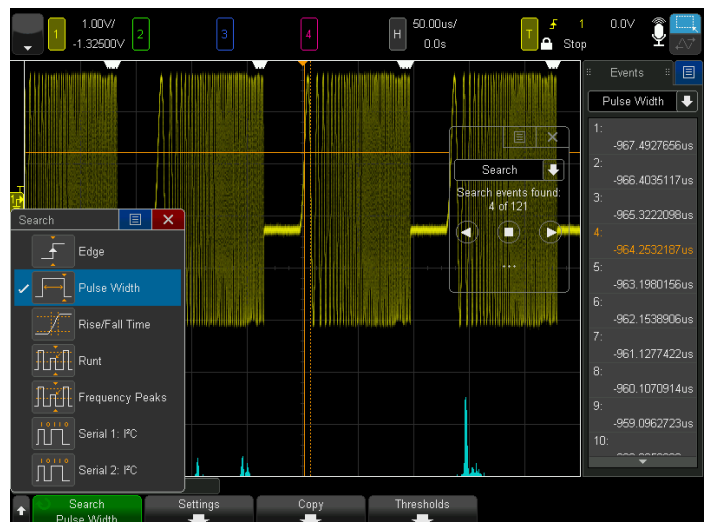 1
1.00V/
-1.32500V
2
3
4
H
50.00us/
0.0s
T
1
0.0V
Stop
Events
Pulse Width
1:
-967.4927656us
2:
-966.4035117us
3:
-965.3222098us
4:
-964.2532187us
5:
-963.1980156us
6:
-962.1538906us
7:
-961.1277422us
8:
-960.1070914us
9:
-959.0962723us
10:
Search
Search events found:
4 of 121
Search
Edge
Pulse Width
Rise/Fall Time
Runt
Frequency Peaks
Serial 1: I²C
Serial 2: I²C
Search
Pulse Width
Settings
Copy
Thresholds